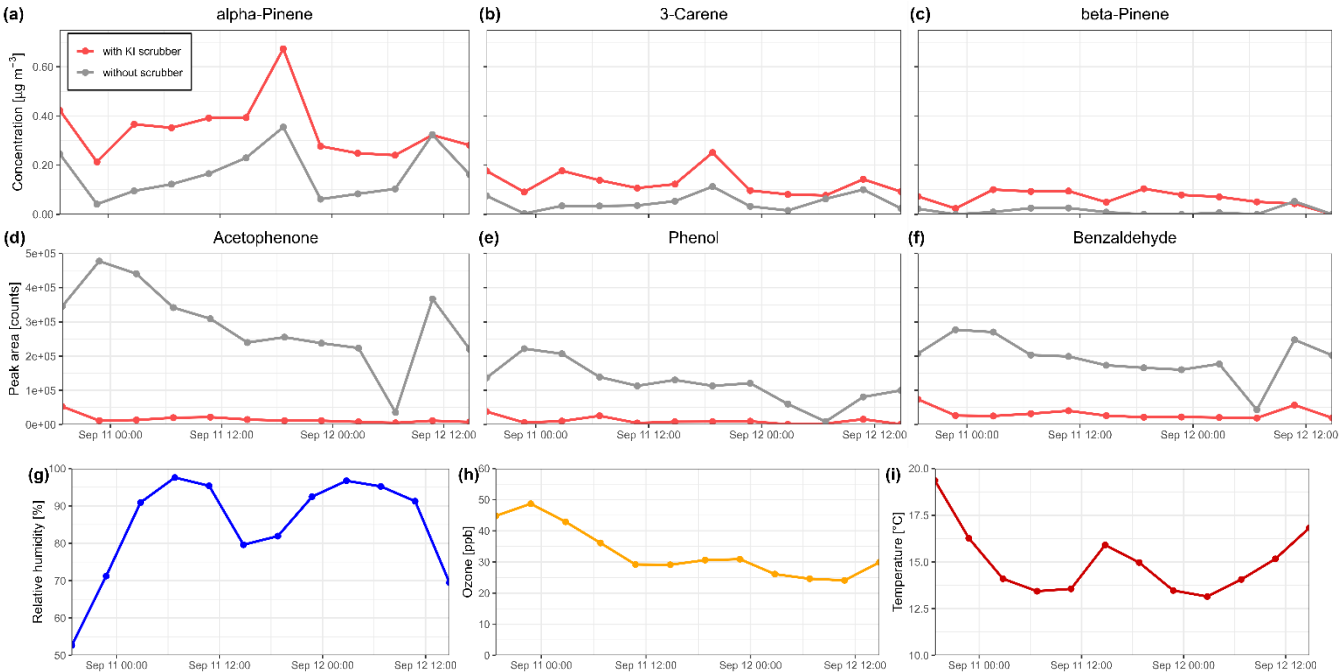 (a) alpha-Pinene (b) 3-Carene (c) beta-Pinene
with KI scrubber
without scrubber
Concentration [µg m⁻³]
0.60
0.40
0.20
0.00
(d) Acetophenone (e) Phenol (f) Benzaldehyde
Peak area [counts]
5e+05
4e+05
3e+05
2e+05
1e+05
0e+00
Sep 11 00:00 Sep 11 12:00 Sep 12 00:00 Sep 12 12:00 Sep 11 00:00 Sep 11 12:00 Sep 12 00:00 Sep 12 12:00 Sep 11 00:00 Sep 11 12:00 Sep 12 00:00 Sep 12 12:00
(g)
Relative humidity [%]
100
90
80
70
60
50
Sep 11 00:00 Sep 11 12:00 Sep 12 00:00 Sep 12 12:00
(h)
Ozone [ppb]
60
50
40
30
20
10
0
Sep 11 00:00 Sep 11 12:00 Sep 12 00:00 Sep 12 12:00
(i)
Temperature [°C]
20.0
17.5
15.0
12.5
10.0
Sep 11 00:00 Sep 11 12:00 Sep 12 00:00 Sep 12 12:00